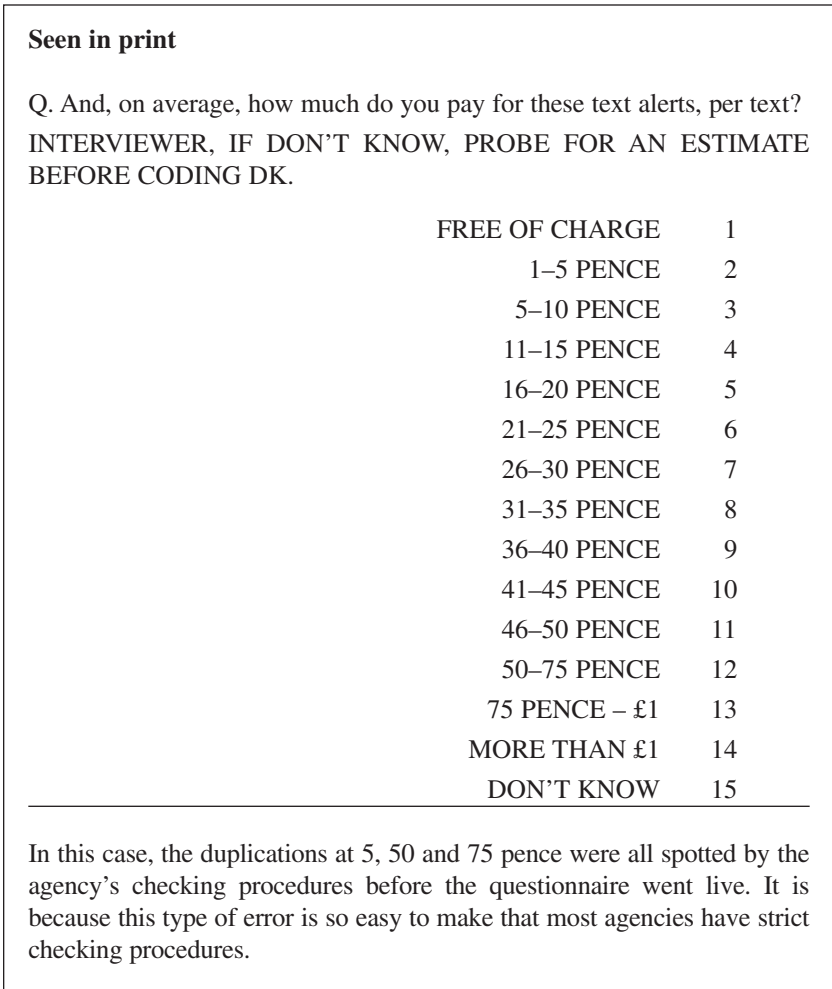 Seen in print
Q. And, on average, how much do you pay for these text alerts, per text?
INTERVIEWER, IF DON’T KNOW, PROBE FOR AN ESTIMATE
BEFORE CODING DK.
FREE OF CHARGE 1
1–5 PENCE 2
5–10 PENCE 3
11–15 PENCE 4
16–20 PENCE 5
21–25 PENCE 6
26–30 PENCE 7
31–35 PENCE 8
36–40 PENCE 9
41–45 PENCE 10
46–50 PENCE 11
50–75 PENCE 12
75 PENCE – £1 13
MORE THAN £1 14
DON’T KNOW 15
In this case, the duplications at 5, 50 and 75 pence were all spotted by the
agency’s checking procedures before the questionnaire went live. It is
because this type of error is so easy to make that most agencies have strict
checking procedures.